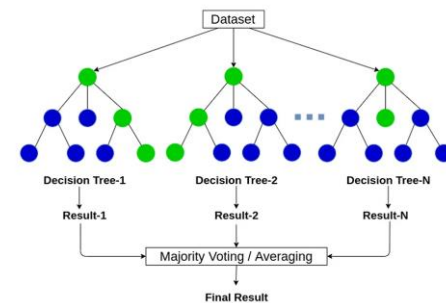 Dataset
Decision Tree-1
Decision Tree-2
Decision Tree-N
Result-1
Result-2
Result-N
Majority Voting / Averaging
Final Result